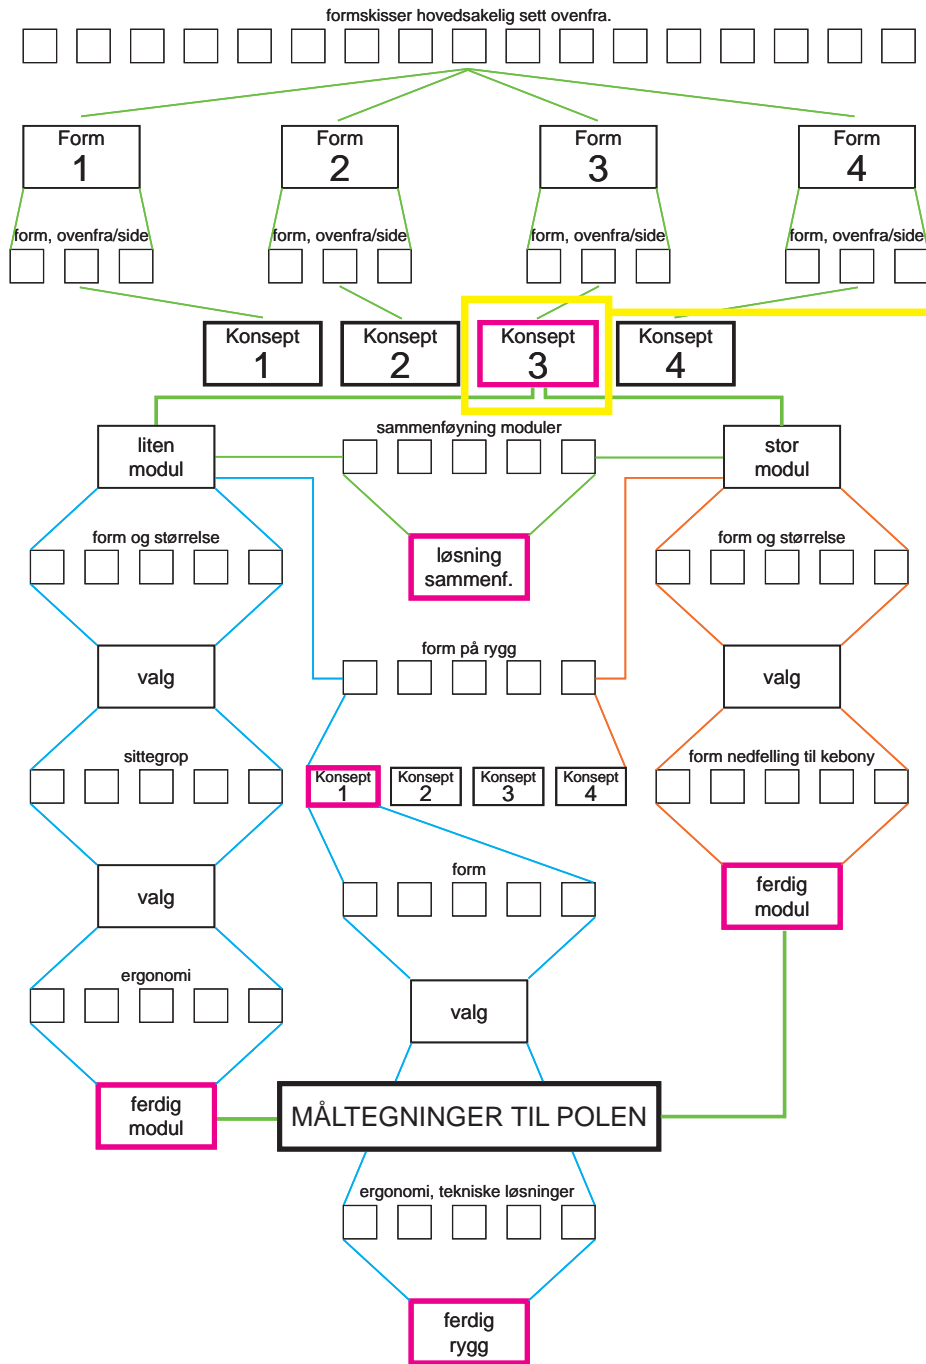 formskisser hovedsakelig sett ovenfra.
Form
1
Form
2
Form
3
Form
4
form, ovenfra/side
form, ovenfra/side
form, ovenfra/side
form, ovenfra/side
Konsept
1
Konsept
2
Konsept
3
Konsept
4
liten
modul
sammenføyning moduler
stor
modul
form og størrelse
løsning
sammenf.
form og størrelse
valg
form på rygg
valg
sittegrop
form nedfelling til kebony
Konsept
1
Konsept
2
Konsept
3
Konsept
4
valg
form
ferdig
modul
ergonomi
valg
ferdig
modul
MÅLTEGNINGER TIL POLEN
ergonomi, tekniske løsninger
ferdig
rygg